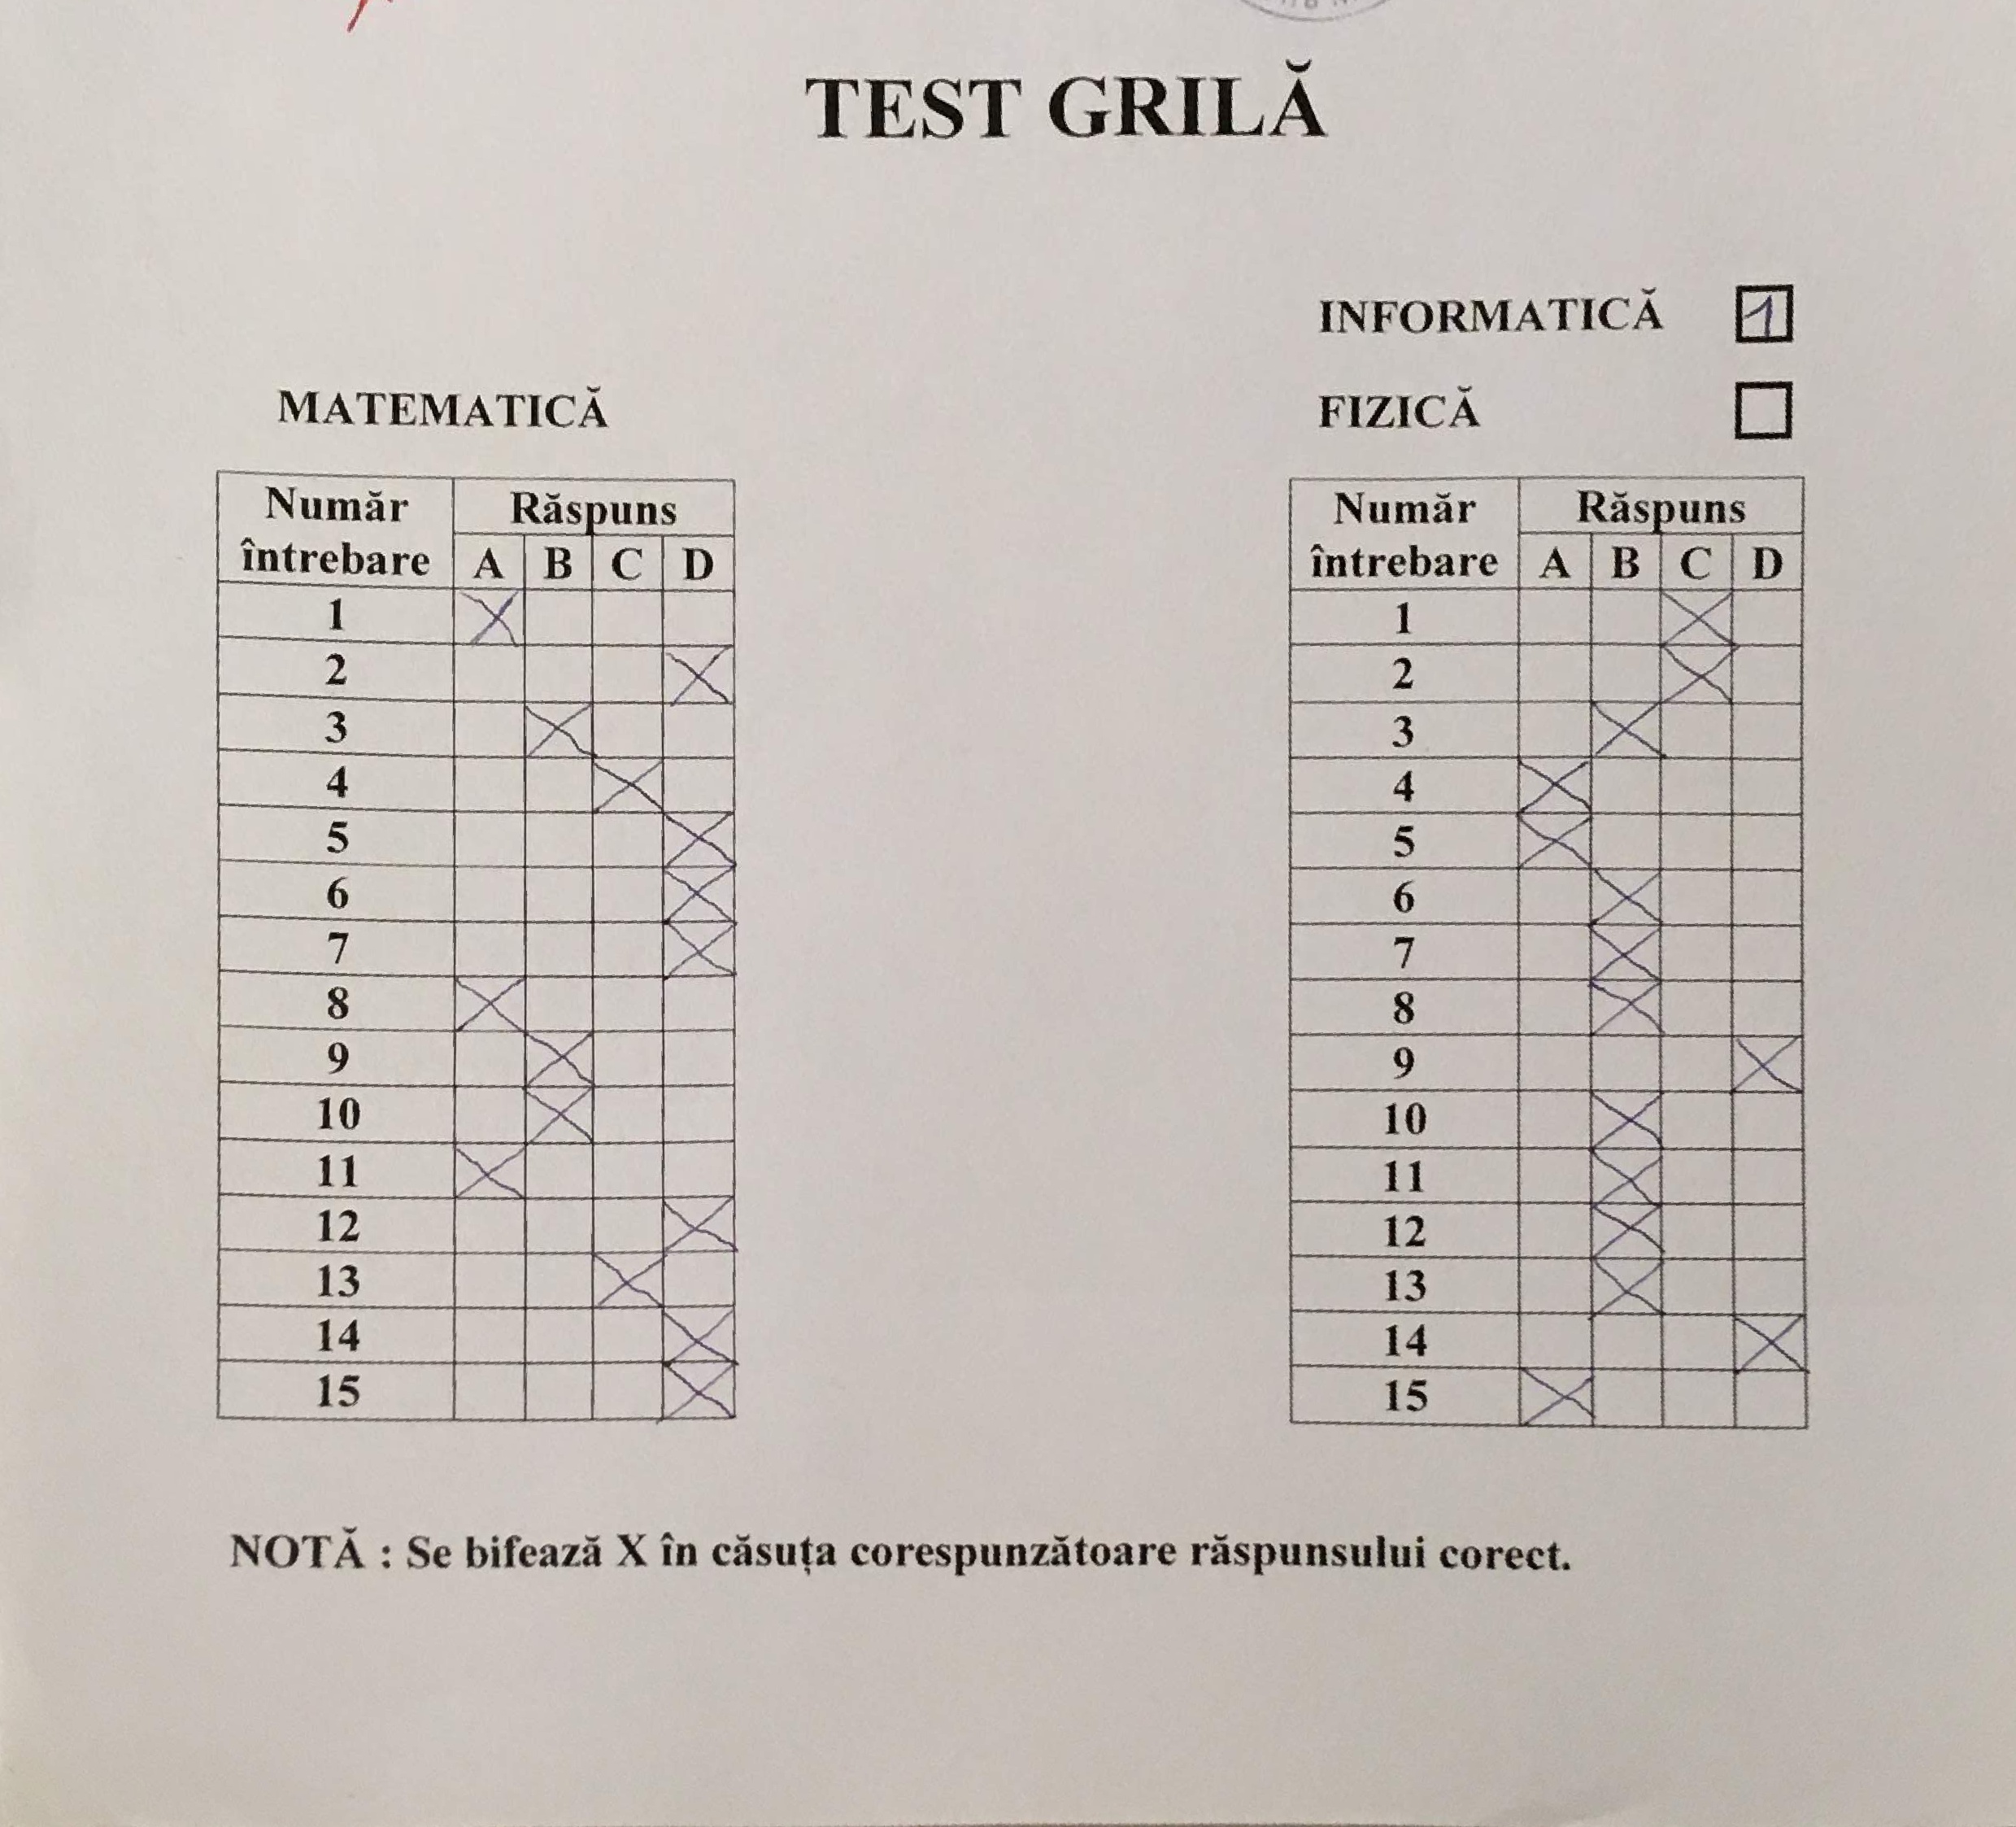 TEST GRILĂ
INFORMATICĂ 1
MATEMATICĂ
FIZICĂ
Număr întrebare Răspuns
A B C D
1 X
2 X
3 X
4 X
5 X
6 X
7 X
8 X
9 X
10 X
11 X
12 X
13 X
14 X
15 X
Număr întrebare Răspuns
A B C D
1 X
2 X
3 X
4 X
5 X
6 X
7 X
8 X
9 X
10 X
11 X
12 X
13 X
14 X
15 X
NOTĂ : Se bifează X în căsuța corespunzătoare răspunsului corect.